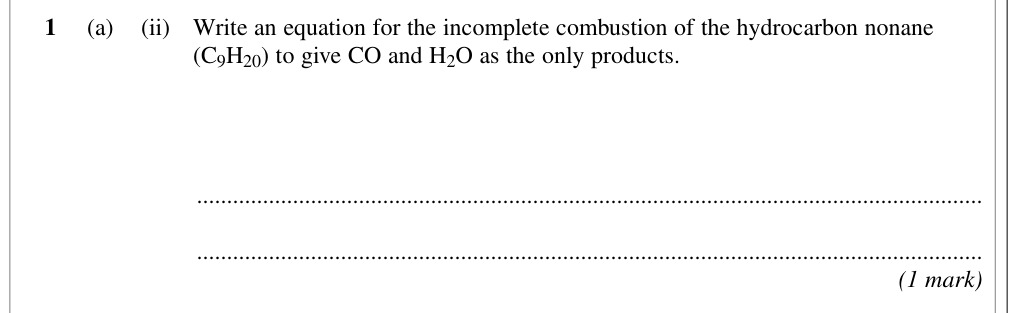 1 (a) (ii) Write an equation for the incomplete combustion of the hydrocarbon nonane
(C₉H₂₀) to give CO and H₂O as the only products.
..........................................................................................................................................
..........................................................................................................................................
(1 mark)